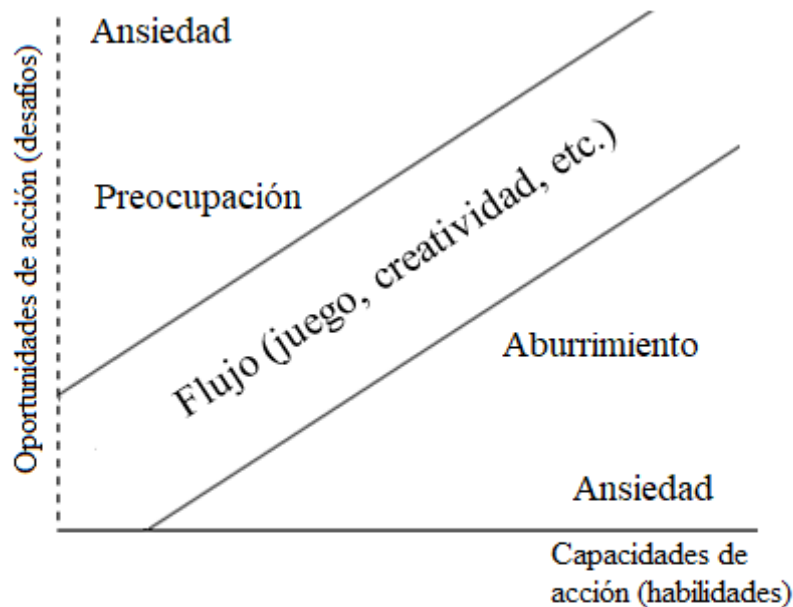 Ansiedad
Oportunidades de acción (desafíos)
Preocupación
Flujo (juego, creatividad, etc.)
Aburrimiento
Ansiedad
Capacidades de
acción (habilidades)